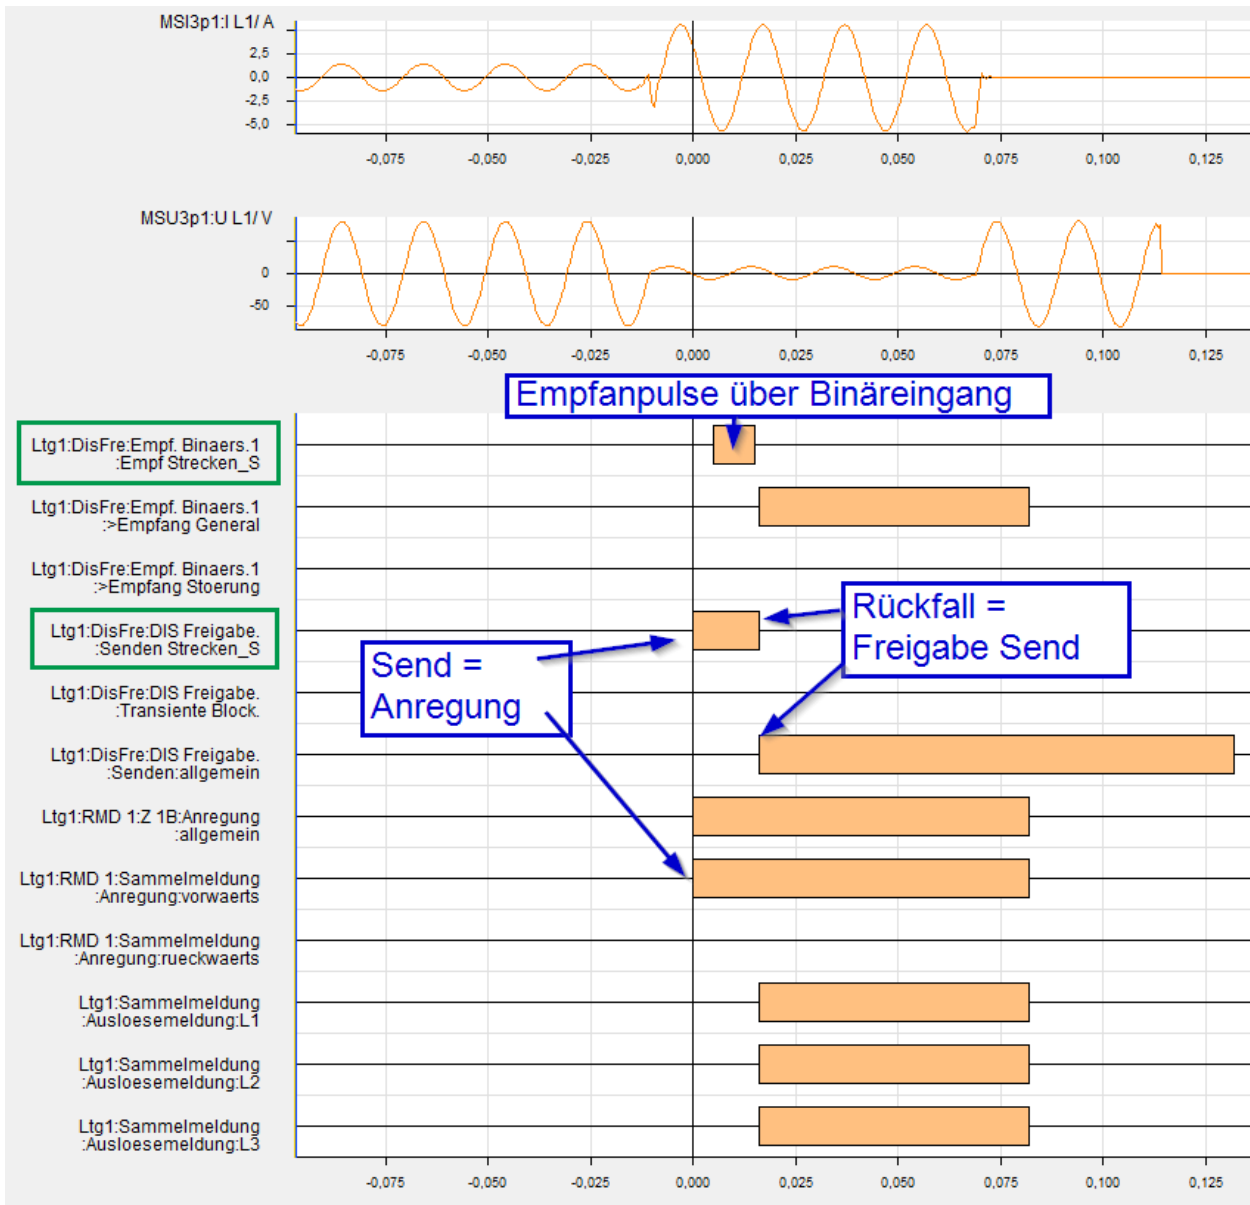 MSI3p1:I L1/ A
2,5
0,0
-2,5
-5,0
-0,075 -0,050 -0,025 0,000 0,025 0,050 0,075 0,100 0,125
MSU3p1:U L1/ V
0
-50
-0,075 -0,050 -0,025 0,000 0,025 0,050 0,075 0,100 0,125
Empfanpulse über Binäreingang
Ltg1:DisFre:Empf. Binaers.1
:Empf Strecken_S
Ltg1:DisFre:Empf. Binaers.1
:>Empfang General
Ltg1:DisFre:Empf. Binaers.1
:>Empfang Stoerung
Ltg1:DisFre:DIS Freigabe.
:Senden Strecken_S
Rückfall =
Freigabe Send
Send =
Anregung
Ltg1:DisFre:DIS Freigabe.
:Transiente Block.
Ltg1:DisFre:DIS Freigabe.
:Senden:allgemein
Ltg1:RMD 1:Z 1B:Anregung
:allgemein
Ltg1:RMD 1:Sammelmeldung
:Anregung:vorwaerts
Ltg1:RMD 1:Sammelmeldung
:Anregung:rueckwaerts
Ltg1:Sammelmeldung
:Ausloesemeldung:L1
Ltg1:Sammelmeldung
:Ausloesemeldung:L2
Ltg1:Sammelmeldung
:Ausloesemeldung:L3
-0,075 -0,050 -0,025 0,000 0,025 0,050 0,075 0,100 0,125